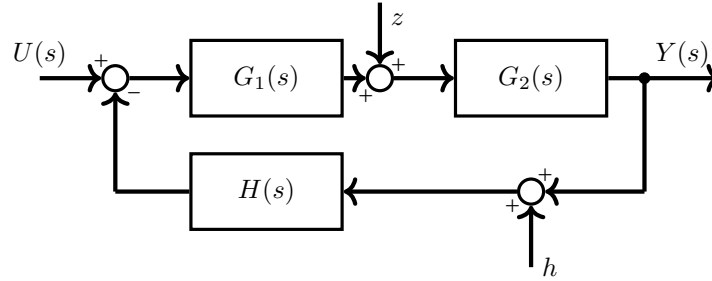 z
U(s) + − G₁(s) + + G₂(s) Y(s)
H(s) + +
h